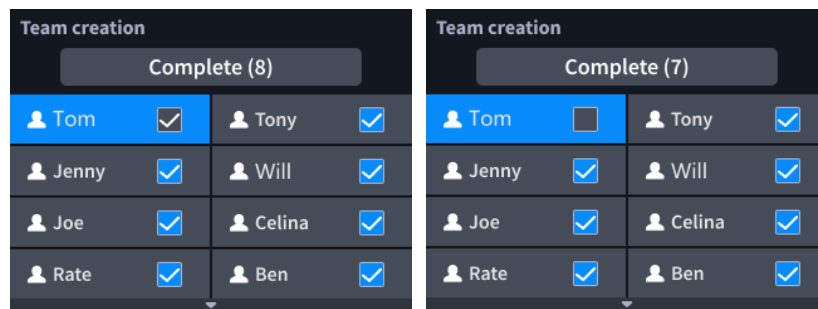 Team creation
Complete (8)
Tom Tony
Jenny Will
Joe Celina
Rate Ben
Team creation
Complete (7)
Tom Tony
Jenny Will
Joe Celina
Rate Ben